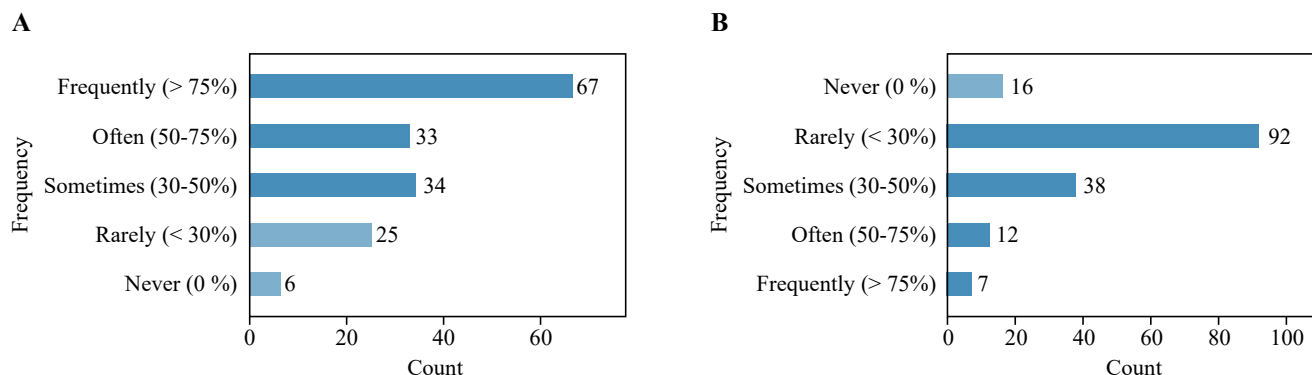 A
Frequency
Frequently (> 75%)
67
Often (50-75%)
33
Sometimes (30-50%)
34
Rarely (< 30%)
25
Never (0 %)
6
0 20 40 60
Count
B
Frequency
Never (0 %)
16
Rarely (< 30%)
92
Sometimes (30-50%)
38
Often (50-75%)
12
Frequently (> 75%)
7
0 20 40 60 80 100
Count